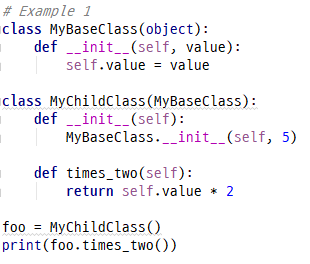 # Example 1
class MyBaseClass(object):
    def __init__(self, value):
        self.value = value

class MyChildClass(MyBaseClass):
    def __init__(self):
        MyBaseClass.__init__(self, 5)

    def times_two(self):
        return self.value * 2

foo = MyChildClass()
print(foo.times_two())